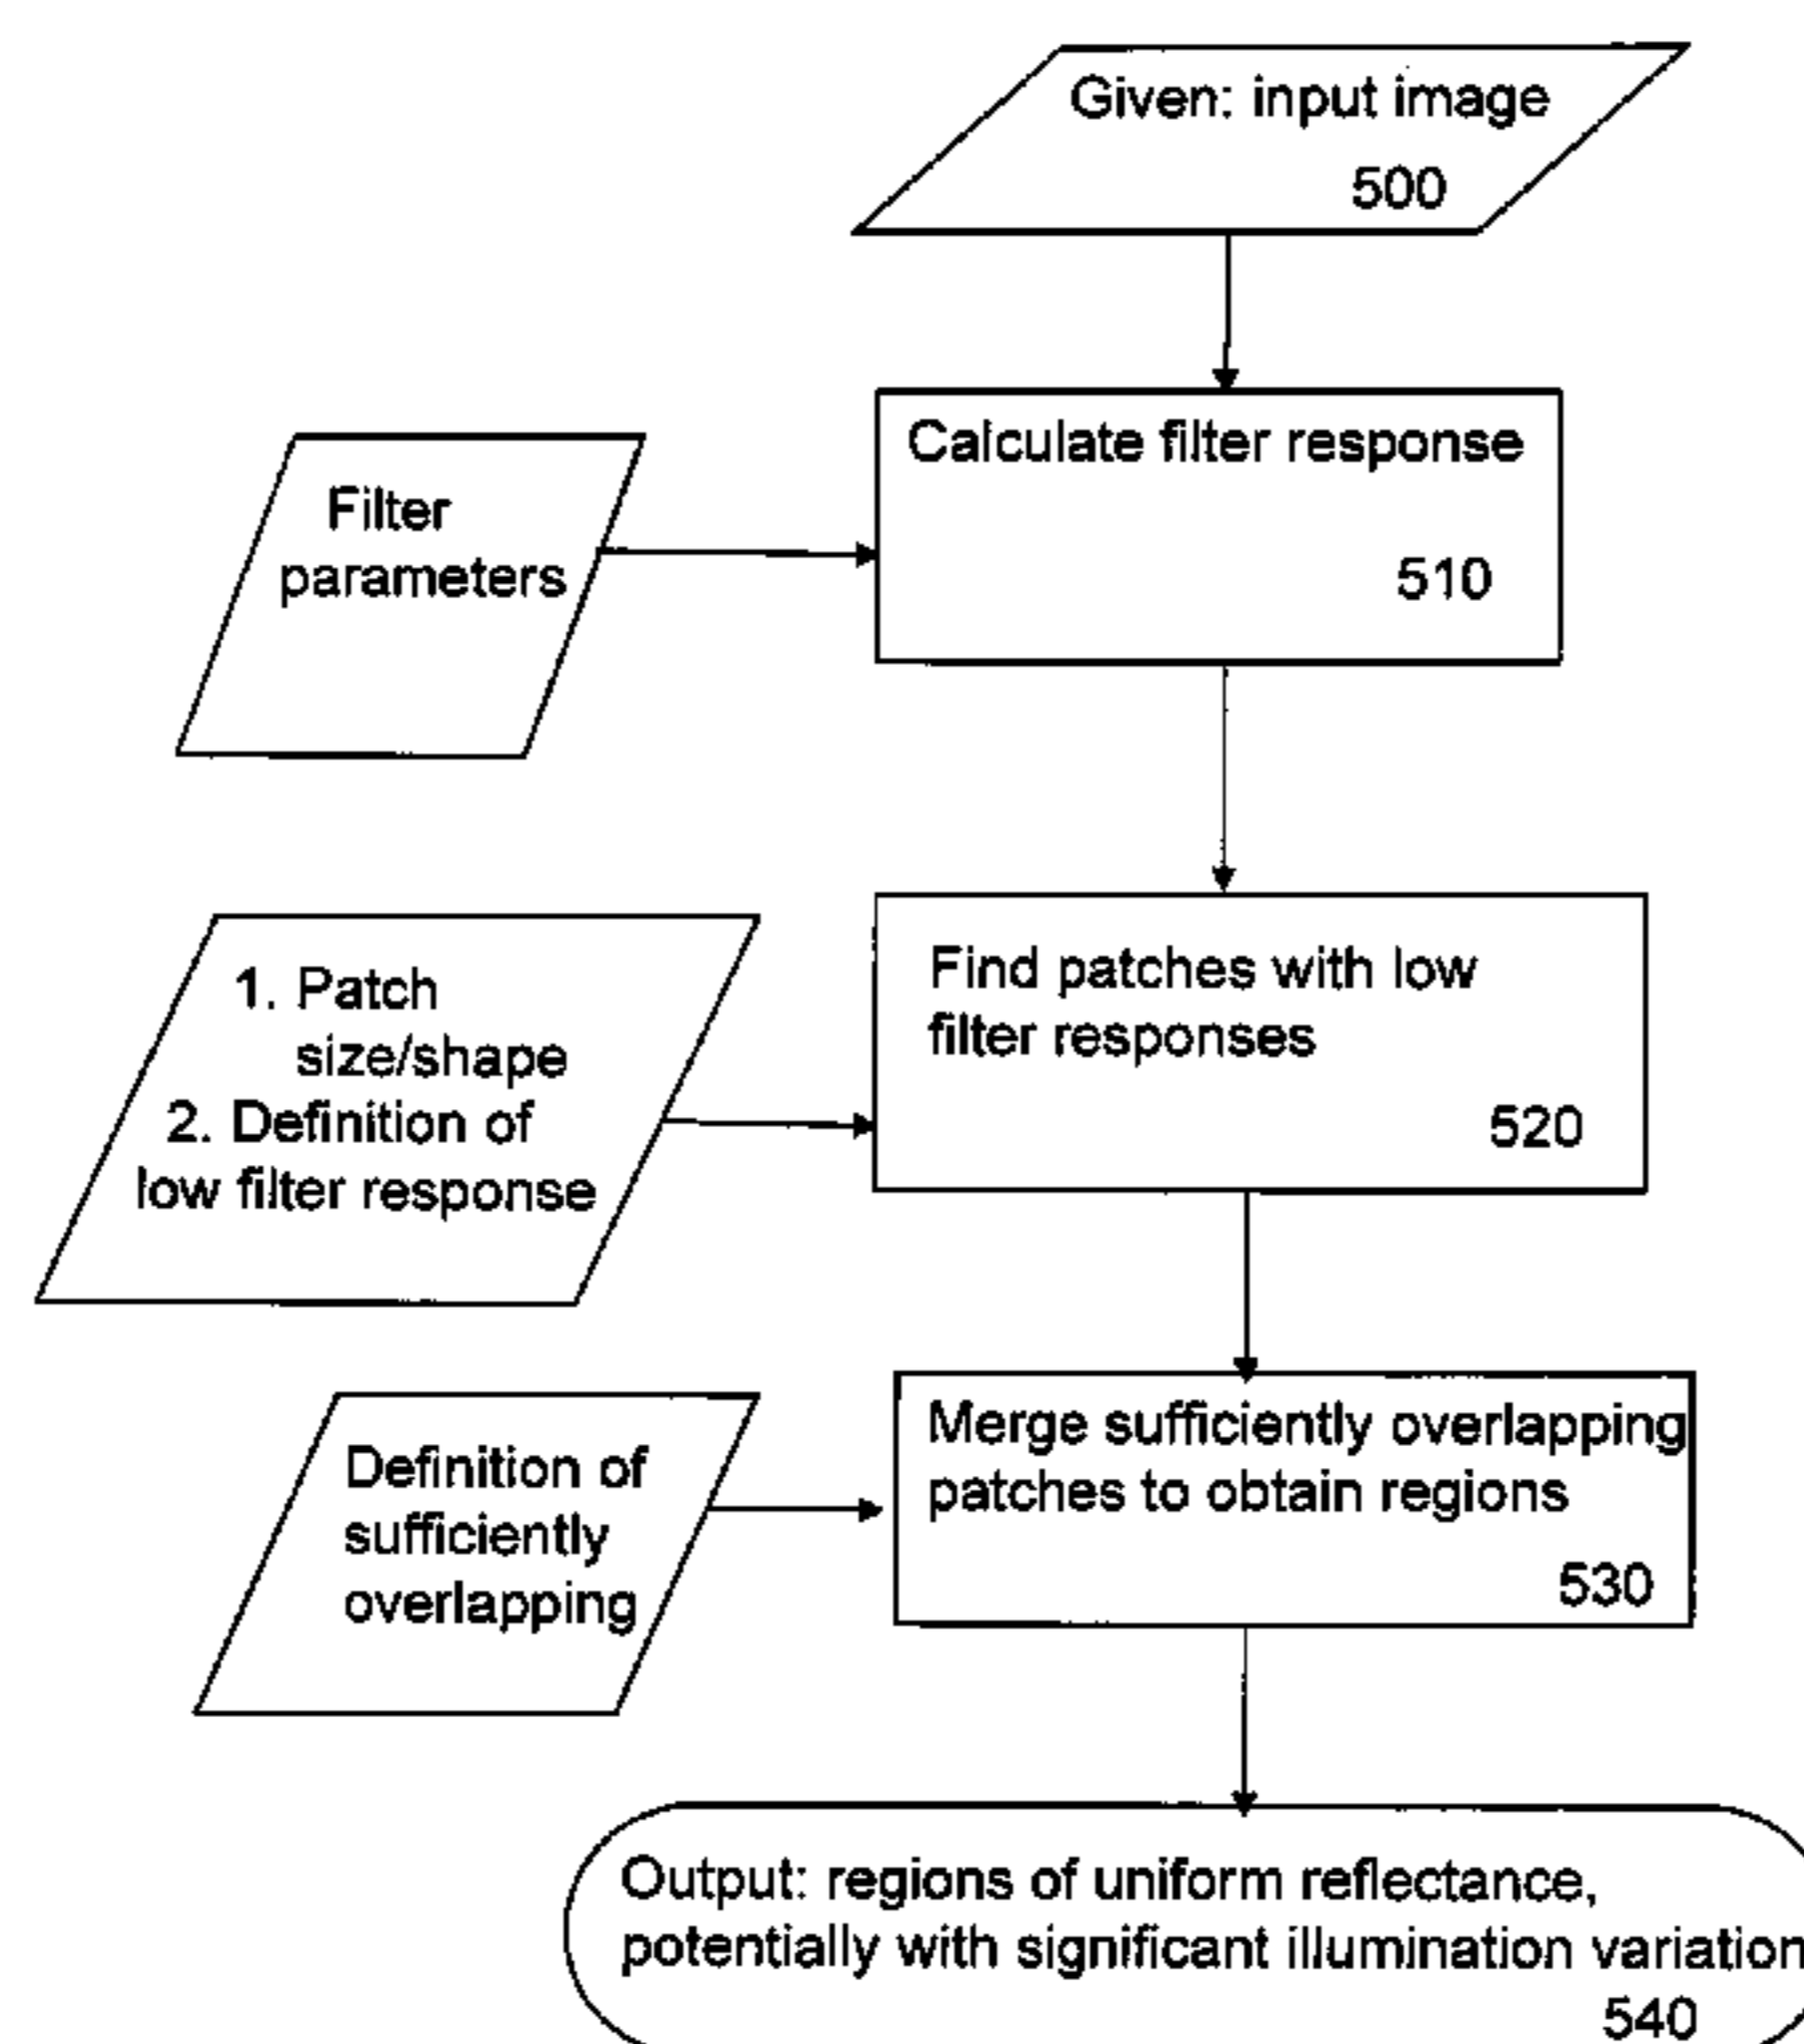 Given: input image
500
Calculate filter response
510
Filter
parameters
Find patches with low
filter responses
520
1. Patch
size/shape
2. Definition of
low filter response
Merge sufficiently overlapping
patches to obtain regions
530
Definition of
sufficiently
overlapping
Output: regions of uniform reflectance,
potentially with significant illumination variation
540